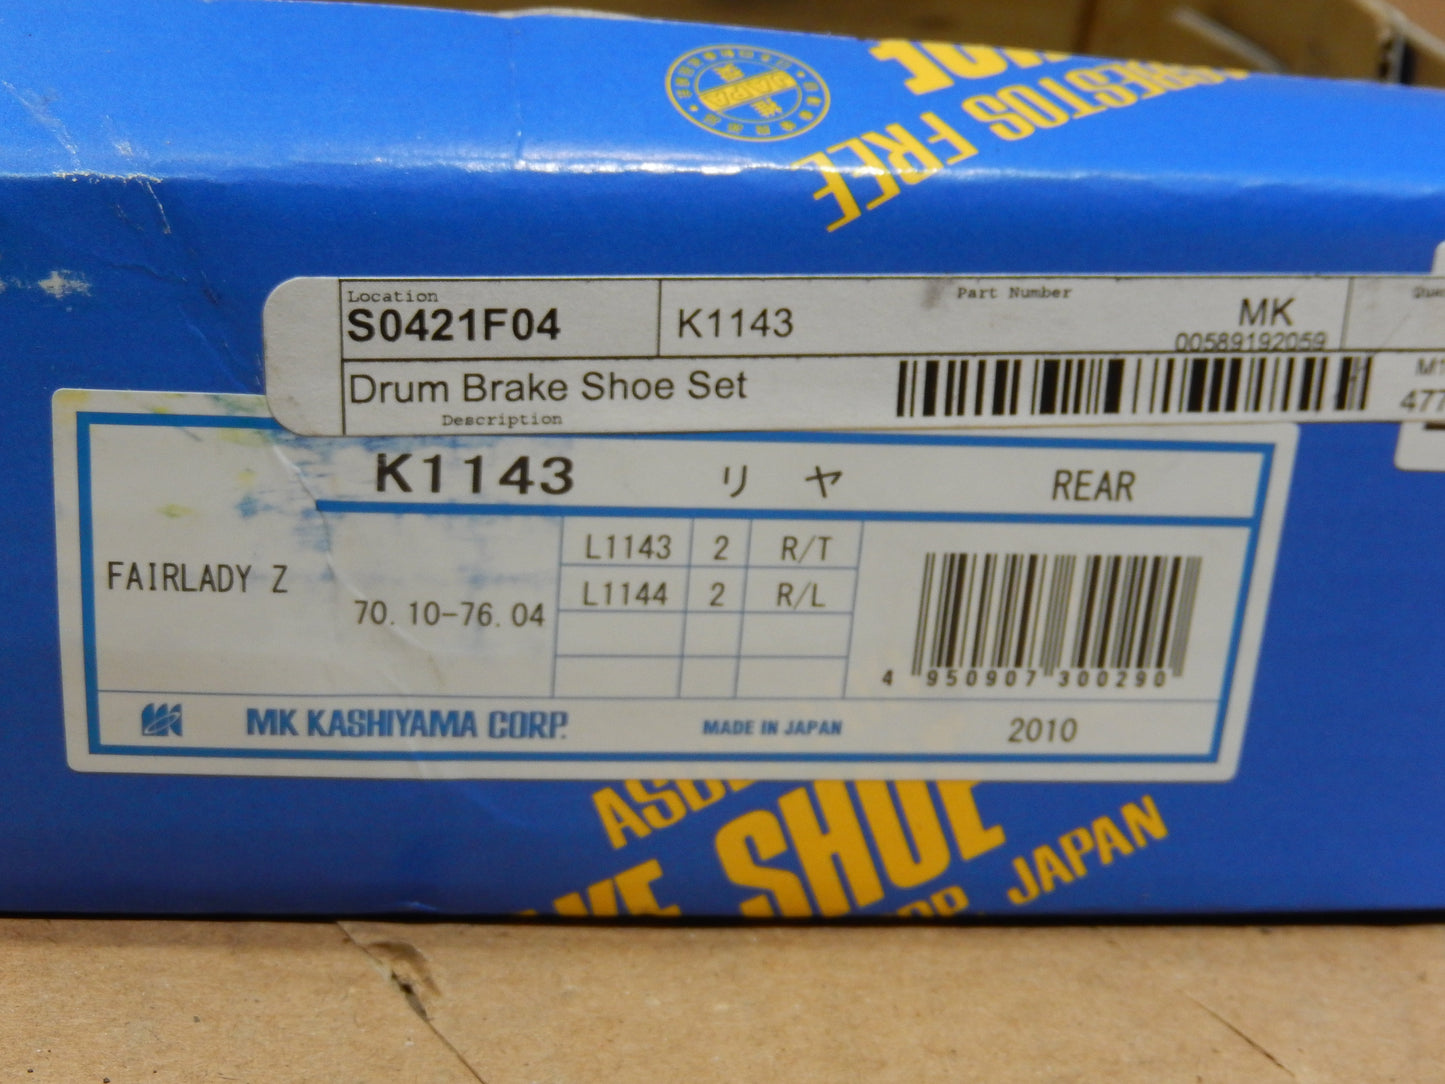 JAPA
ASBESTOS FREE
Location
S0421F04
K1143
Part Number
MK
00589192059
Drum Brake Shoe Set
Description
477
K1143 リヤ REAR
FAIRLADY Z
70.10-76.04
L1143 2 R/T
L1144 2 R/L
4 950907 300290
MK KASHIYAMA CORP.
MADE IN JAPAN
2010
SHOE
JAPAN